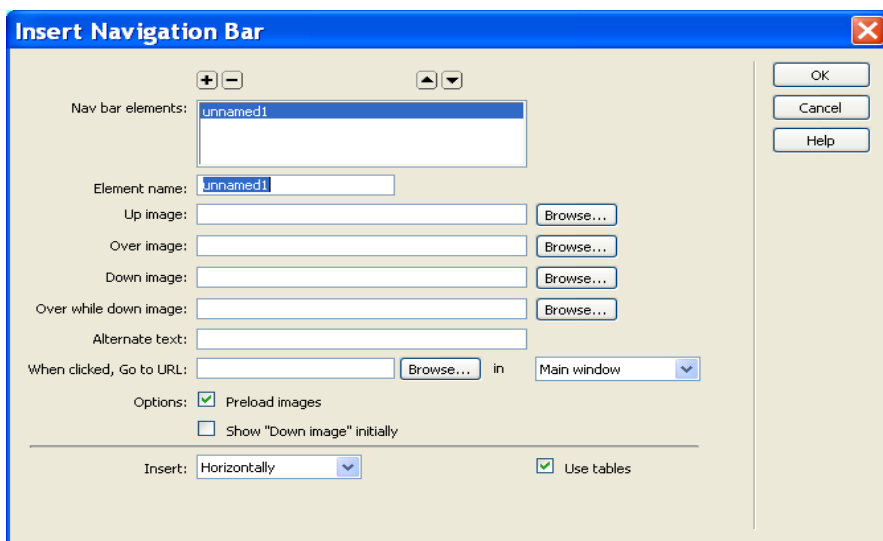 Insert Navigation Bar
OK
Nav bar elements: unnamed1 Cancel
Help
Element name: unnamed1
Up image: Browse...
Over image: Browse...
Down image: Browse...
Over while down image: Browse...
Alternate text:
When clicked, Go to URL: Browse... in Main window
Options: Preload images
Show "Down image" initially
Insert: Horizontally Use tables